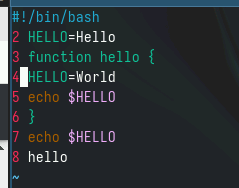 #!/bin/bash
2 HELLO=Hello
3 function hello {
4 HELLO=World
5 echo $HELLO
6 }
7 echo $HELLO
8 hello
~